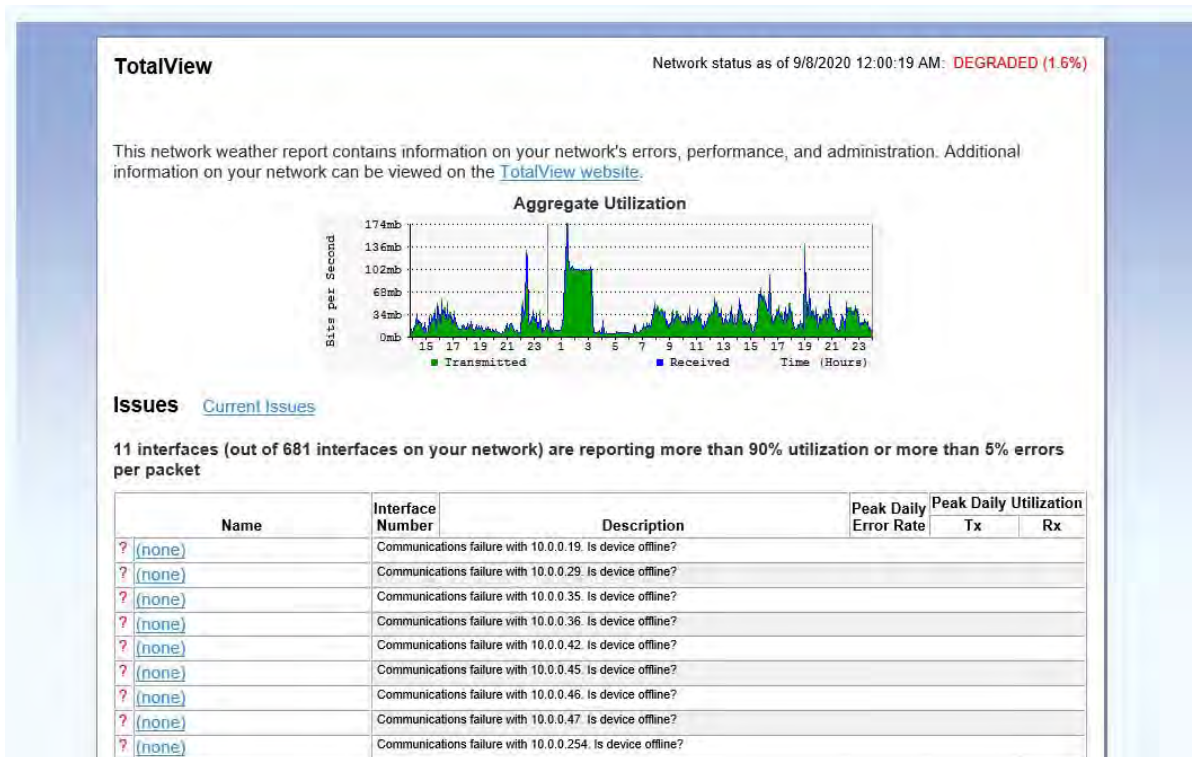 TotalView
Network status as of 9/8/2020 12:00:19 AM: DEGRADED (1.6%)
This network weather report contains information on your network's errors, performance, and administration. Additional
information on your network can be viewed on the TotalView website.
Aggregate Utilization
Bits per Second
174mb
136mb
102mb
68mb
34mb
0mb
15 17 19 21 23 1 3 5 7 9 11 13 15 17 19 21 23
Transmitted Received Time (Hours)
Issues Current Issues
11 interfaces (out of 681 interfaces on your network) are reporting more than 90% utilization or more than 5% errors
per packet
Name Interface Number Description Peak Daily Error Rate Peak Daily Utilization Tx Rx
? (none) Communications failure with 10.0.0.19. Is device offline?
? (none) Communications failure with 10.0.0.29. Is device offline?
? (none) Communications failure with 10.0.0.35. Is device offline?
? (none) Communications failure with 10.0.0.36. Is device offline?
? (none) Communications failure with 10.0.0.42. Is device offline?
? (none) Communications failure with 10.0.0.45. Is device offline?
? (none) Communications failure with 10.0.0.46. Is device offline?
? (none) Communications failure with 10.0.0.47. Is device offline?
? (none) Communications failure with 10.0.0.254. Is device offline?